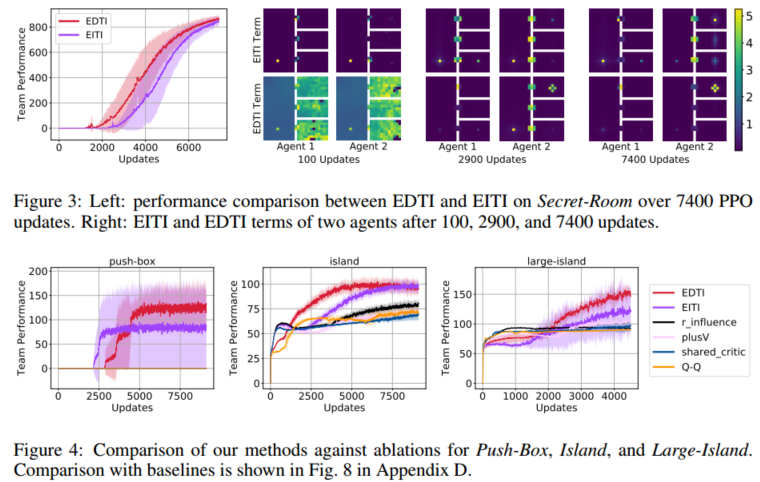 800
600
400
200
0
Team Performance
EDTI
EITI
0 2000 4000 6000
Updates
EITI Term
EDTI Term
Agent 1 Agent 2
100 Updates
Agent 1 Agent 2
2900 Updates
Agent 1 Agent 2
7400 Updates
5
4
3
2
1
Figure 3: Left: performance comparison between EDTI and EITI on Secret-Room over 7400 PPO
updates. Right: EITI and EDTI terms of two agents after 100, 2900, and 7400 updates.
push-box
200
150
100
50
0
Team Performance
0 2500 5000 7500
Updates
island
100
75
50
25
0
Team Performance
0 2500 5000 7500
Updates
large-island
150
100
50
0
Team Performance
0 1000 2000 3000 4000
Updates
EDTI
EITI
r_influence
plusV
shared_critic
Q-Q
Figure 4: Comparison of our methods against ablations for Push-Box, Island, and Large-Island.
Comparison with baselines is shown in Fig. 8 in Appendix D.